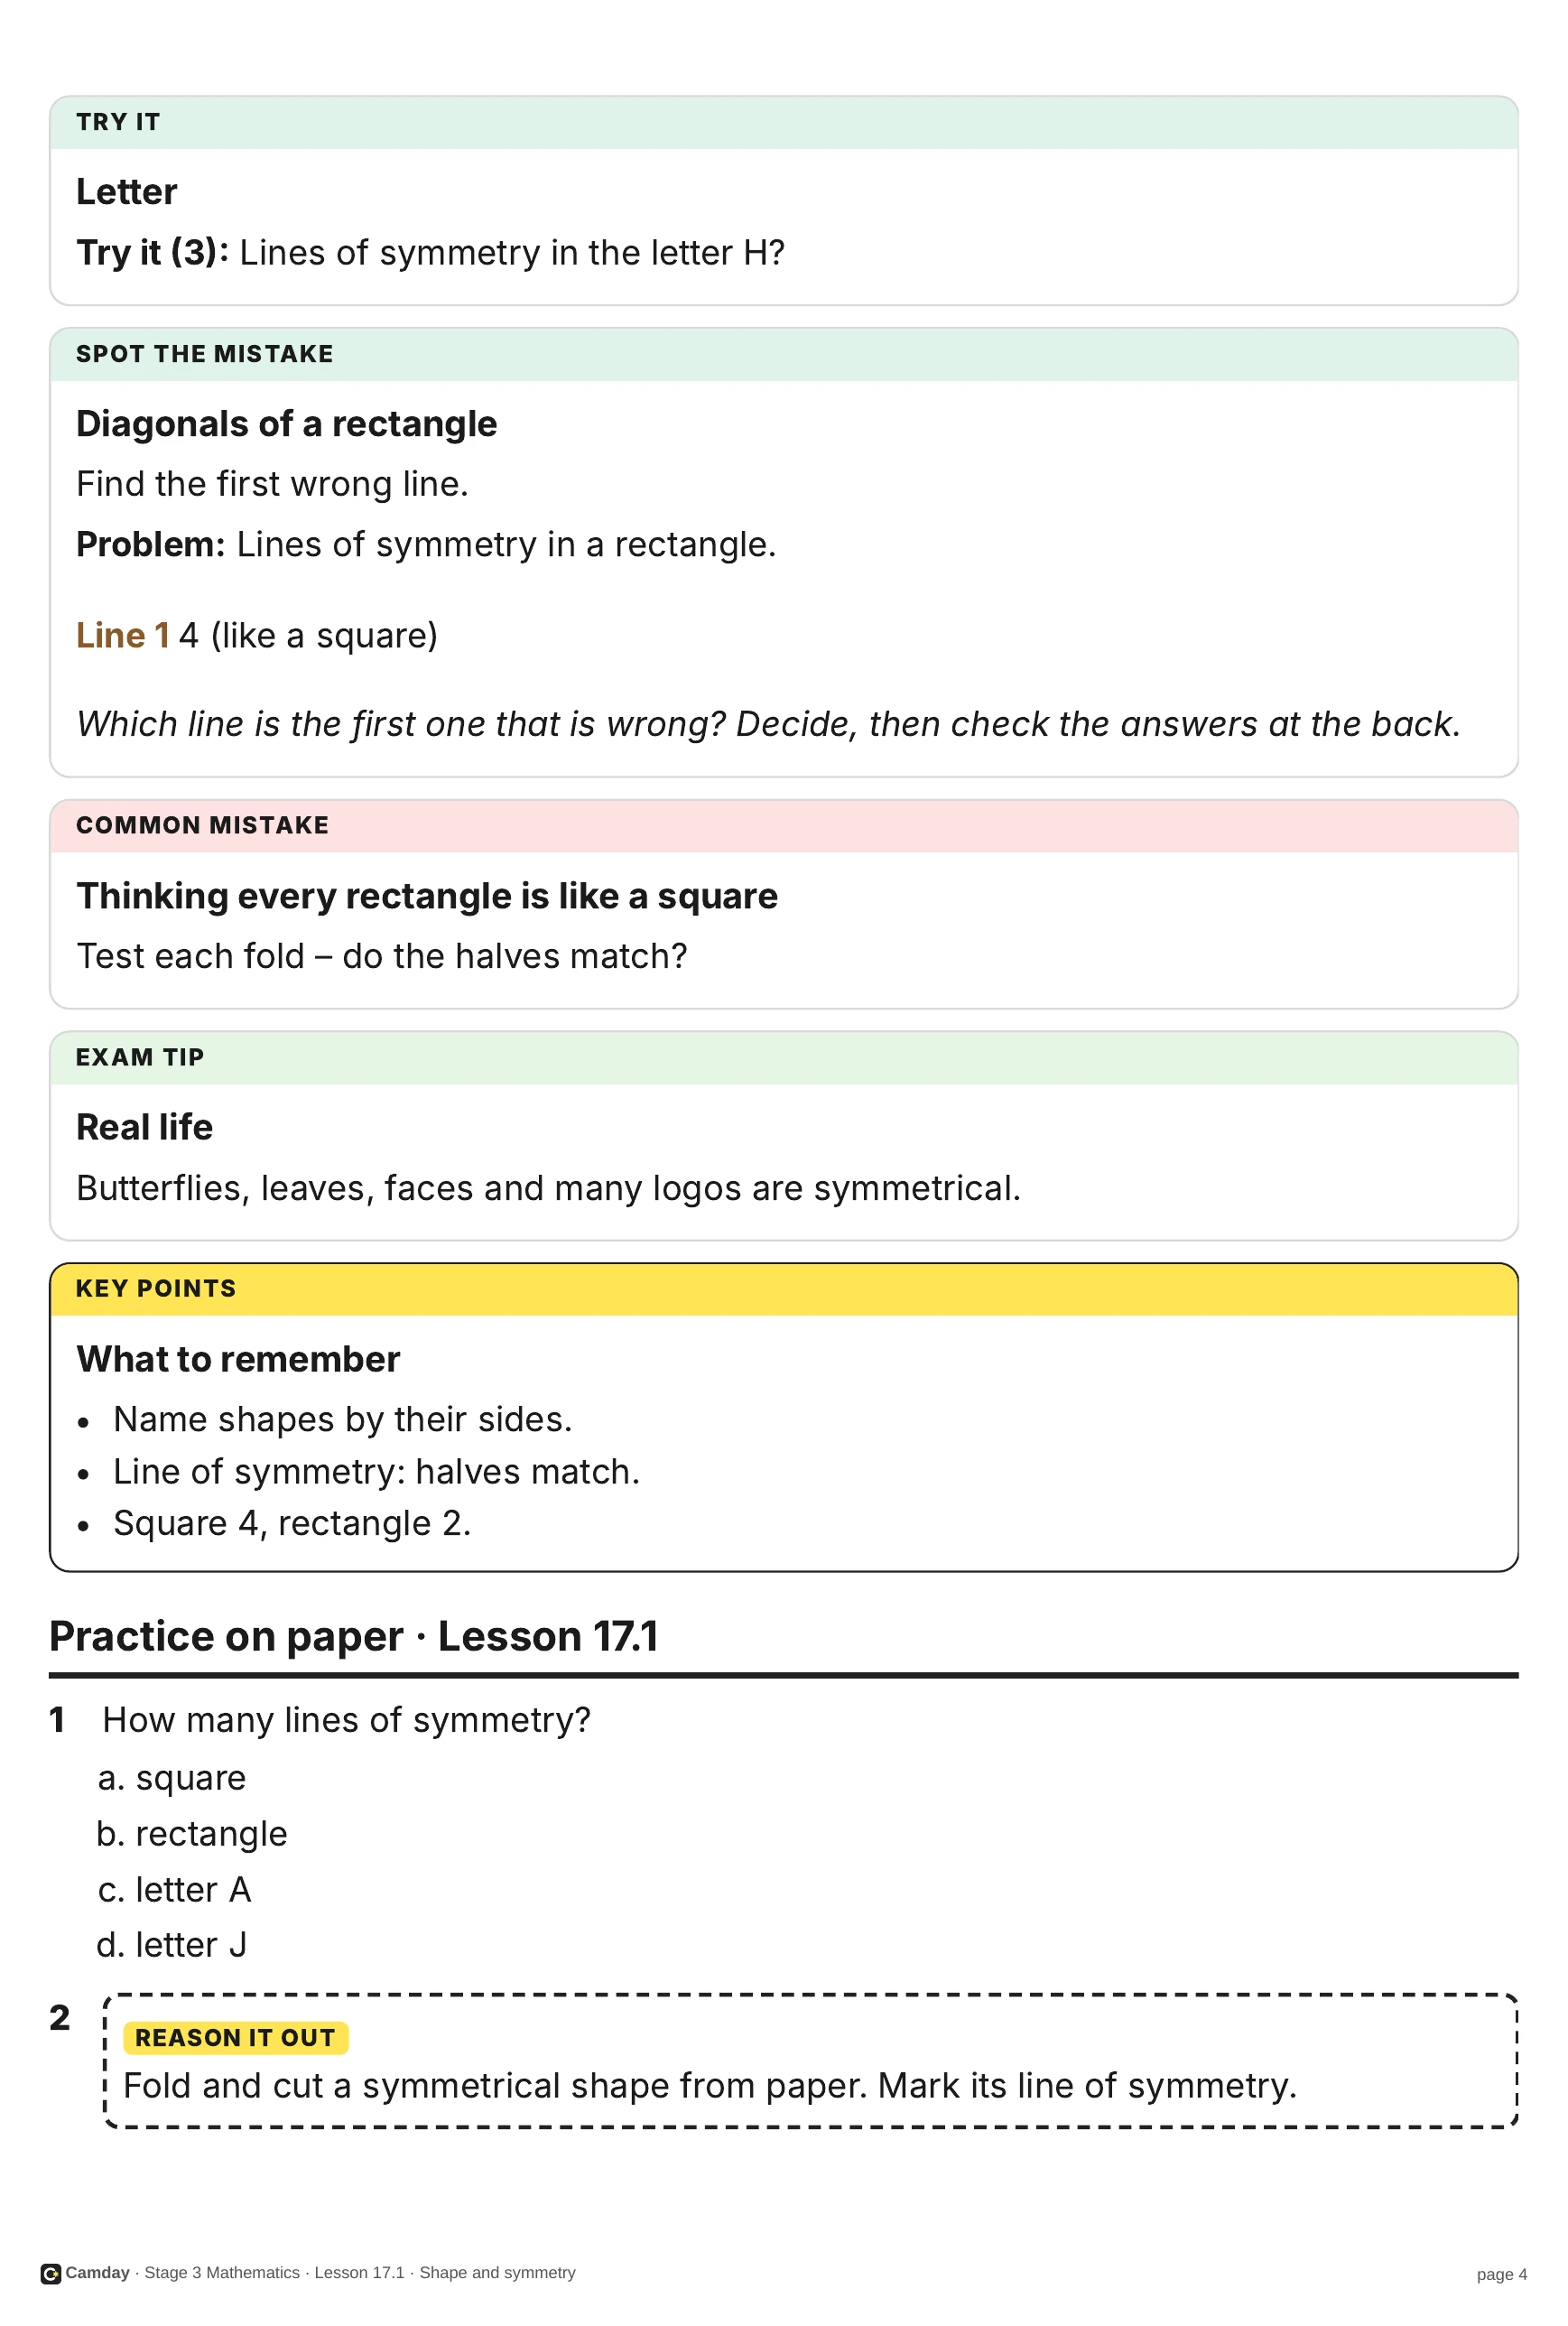 TRY IT
Letter
Try it (3): Lines of symmetry in the letter H?
SPOT THE MISTAKE
Diagonals of a rectangle
Find the first wrong line.
Problem: Lines of symmetry in a rectangle.
Line 1 4 (like a square)
Which line is the first one that is wrong? Decide, then check the answers at the back.
COMMON MISTAKE
Thinking every rectangle is like a square
Test each fold – do the halves match?
EXAM TIP
Real life
Butterflies, leaves, faces and many logos are symmetrical.
KEY POINTS
What to remember
• Name shapes by their sides.
• Line of symmetry: halves match.
• Square 4, rectangle 2.
Practice on paper · Lesson 17.1
1 How many lines of symmetry?
a. square
b. rectangle
c. letter A
d. letter J
2 REASON IT OUT
Fold and cut a symmetrical shape from paper. Mark its line of symmetry.
Camday · Stage 3 Mathematics · Lesson 17.1 · Shape and symmetry page 4